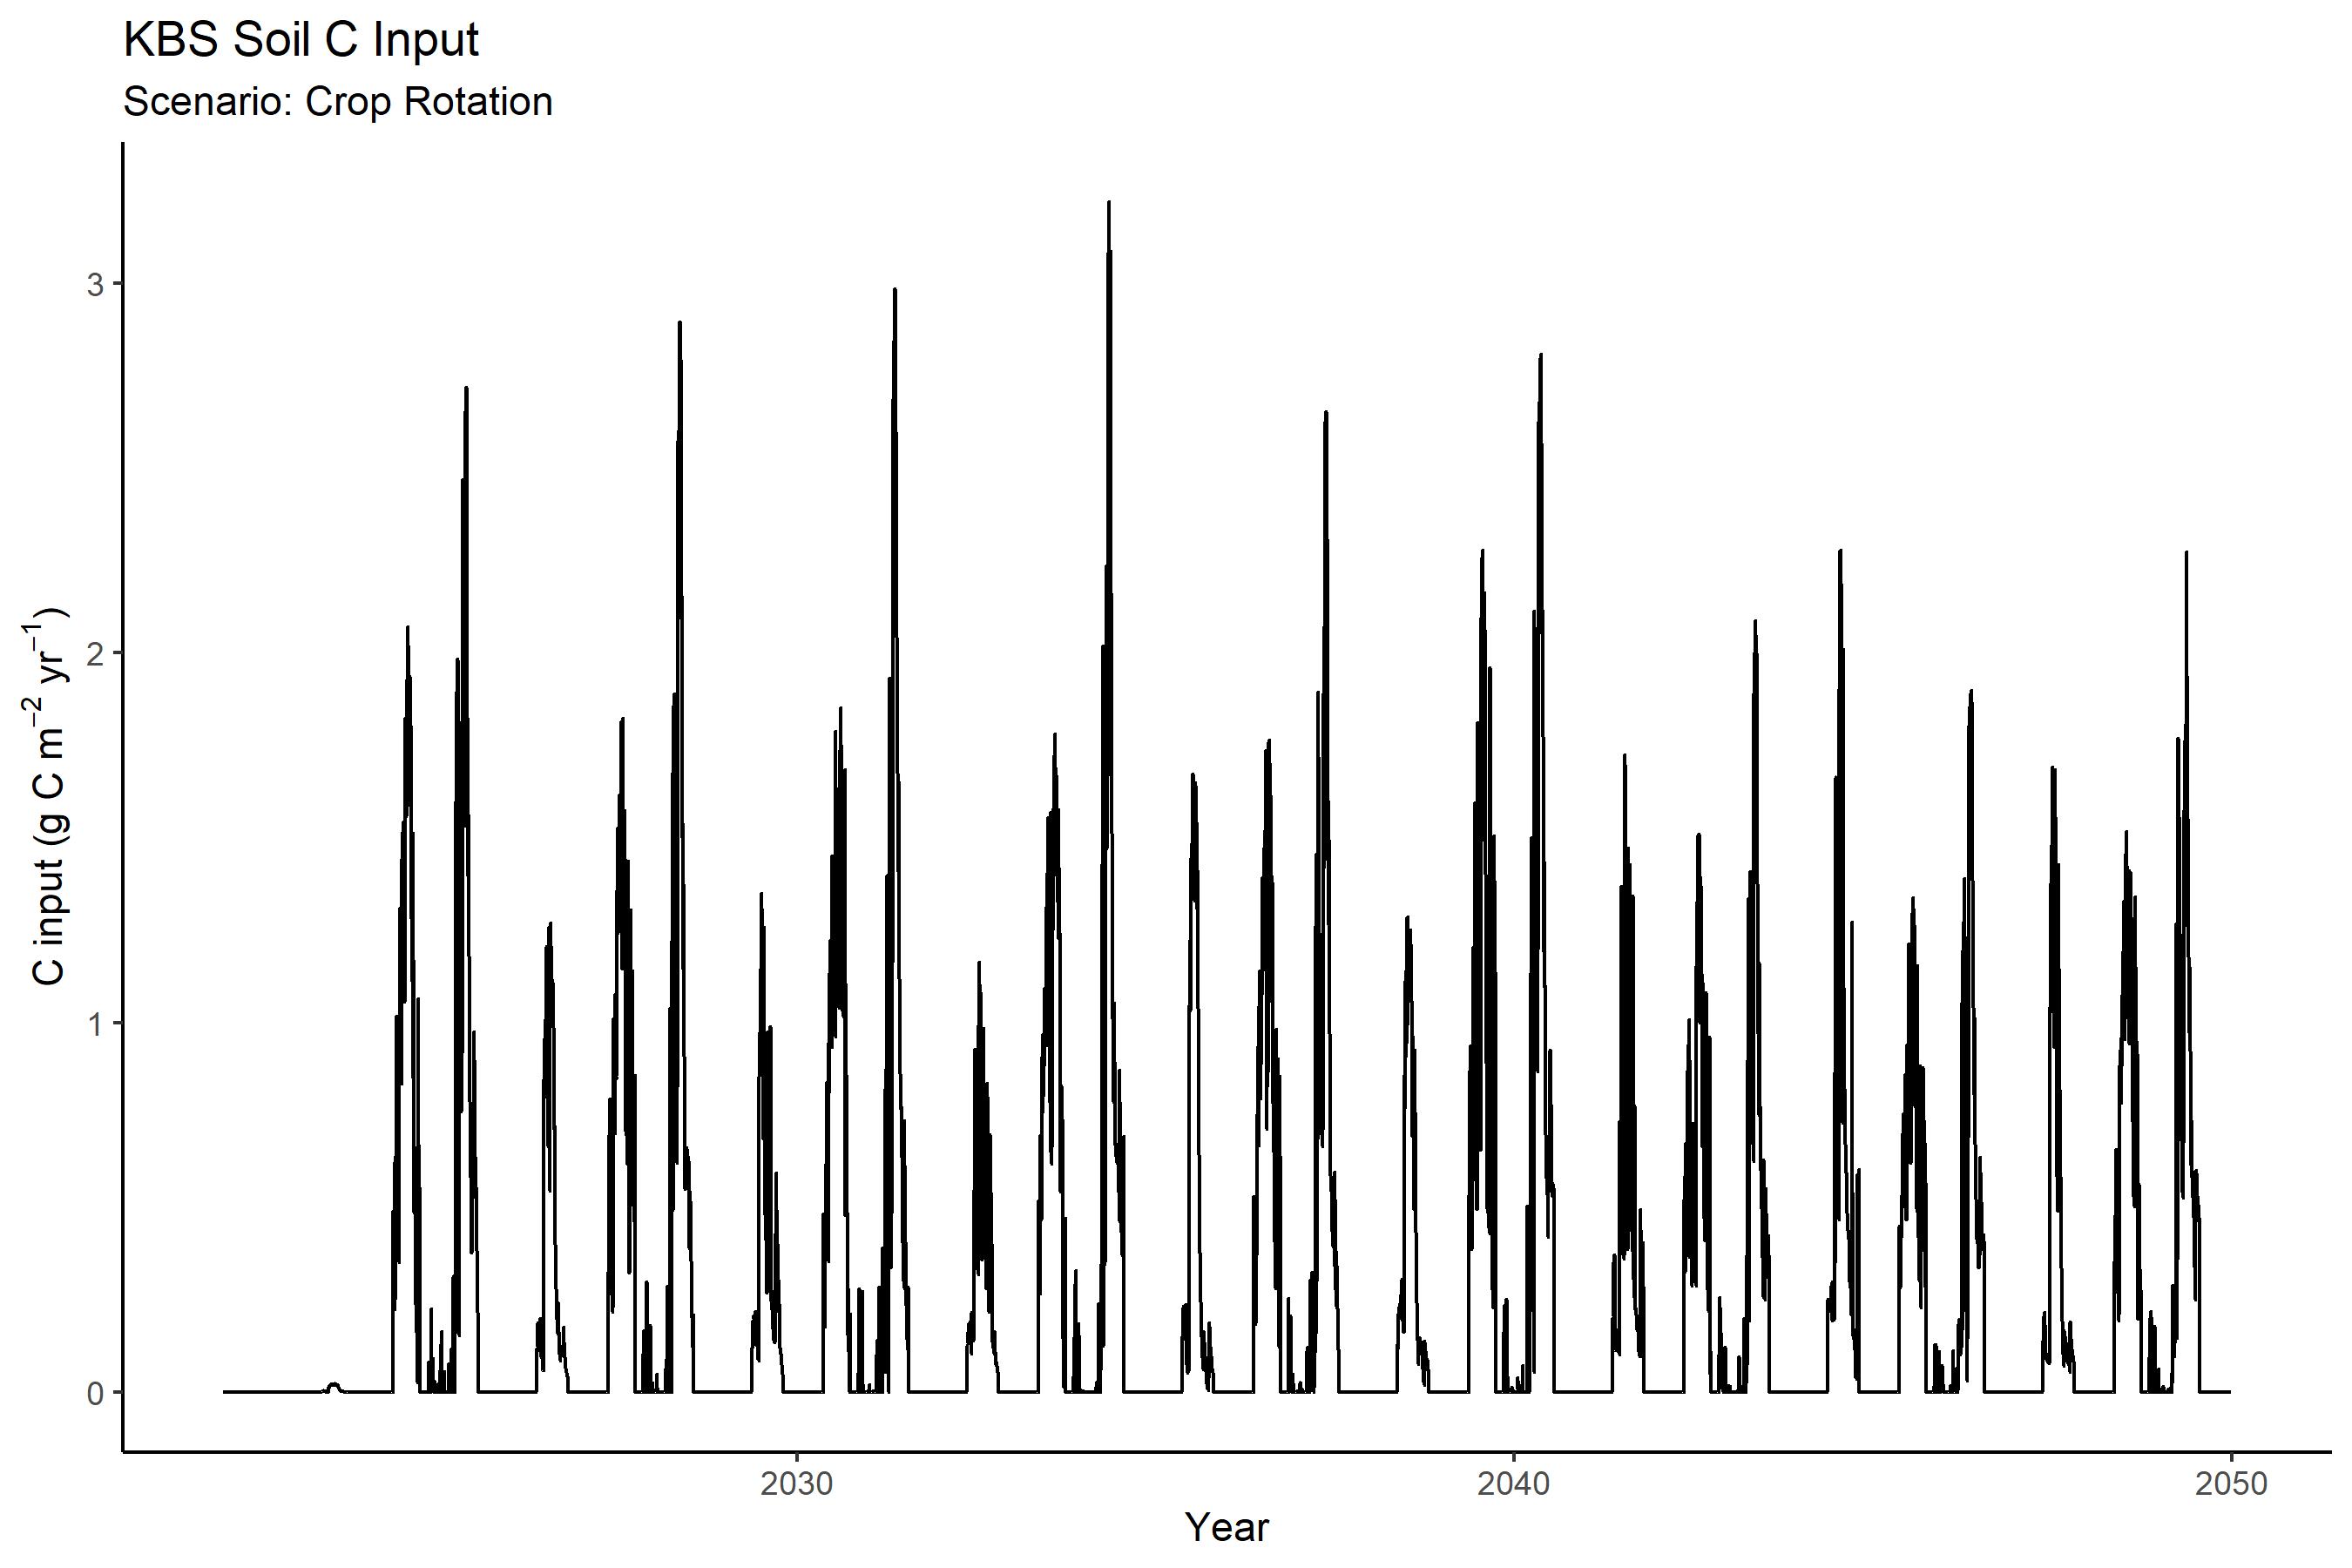 KBS Soil C Input
Scenario: Crop Rotation
C input (g C m⁻² yr⁻¹)
3
2
1
0
2030
2040
2050
Year